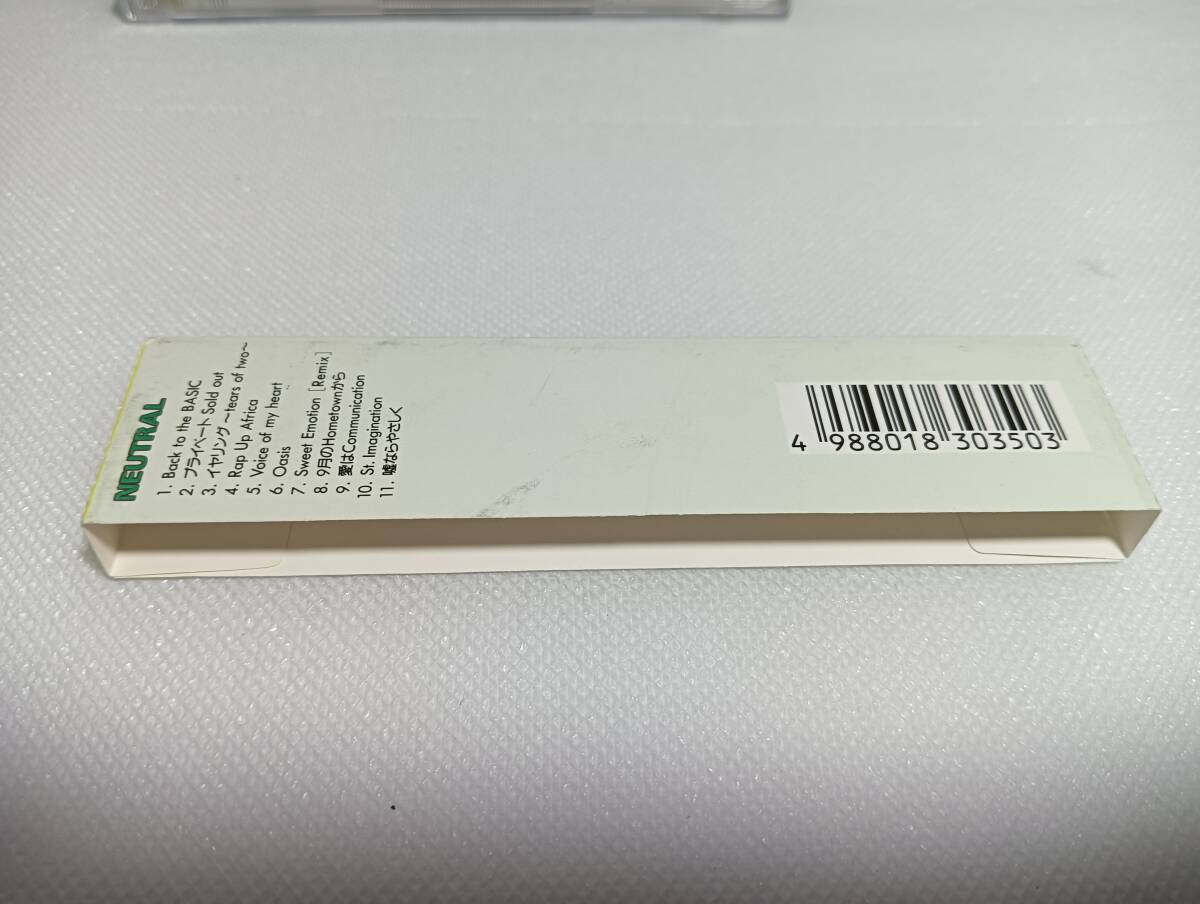 NEUTRAL
1. Back to the BASIC
2. プライベート Sold out
3. イヤリング ~tears of two~
4. Rap Up Africa
5. Voice of my heart
6. Oasis
7. Sweet Emotion [Remix]
8. 9月のHometownから
9. 愛はCommunication
10. St. Imagination
11. 嘘ならやさしく
4 988018 303503